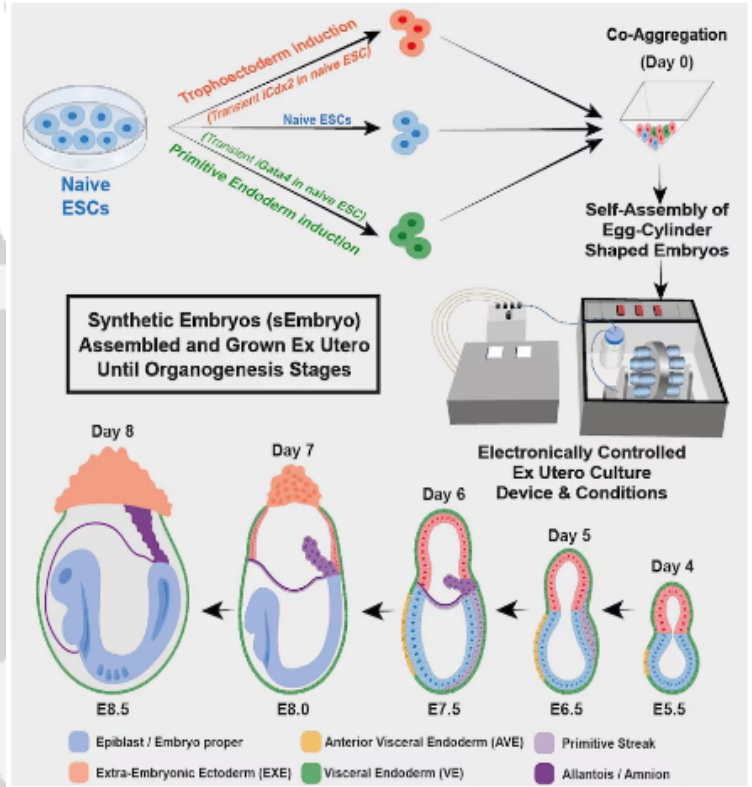 Trophoectoderm Induction
(Transient iCdx2 in naive ESC)
Naive ESCs
(Transient iGata4 in naive ESC)
Primitive Endoderm induction
Naive
ESCs
Co-Aggregation
(Day 0)
Self-Assembly of
Egg-Cylinder
Shaped Embryos
Synthetic Embryos (sEmbryo)
Assembled and Grown Ex Utero
Until Organogenesis Stages
Electronically Controlled
Ex Utero Culture
Device & Conditions
Day 8
Day 7
Day 6
Day 5
Day 4
E8.5
E8.0
E7.5
E6.5
E5.5
Epiblast / Embryo proper
Anterior Visceral Endoderm (AVE)
Primitive Streak
Extra-Embryonic Ectoderm (EXE)
Visceral Endoderm (VE)
Allantois / Amnion